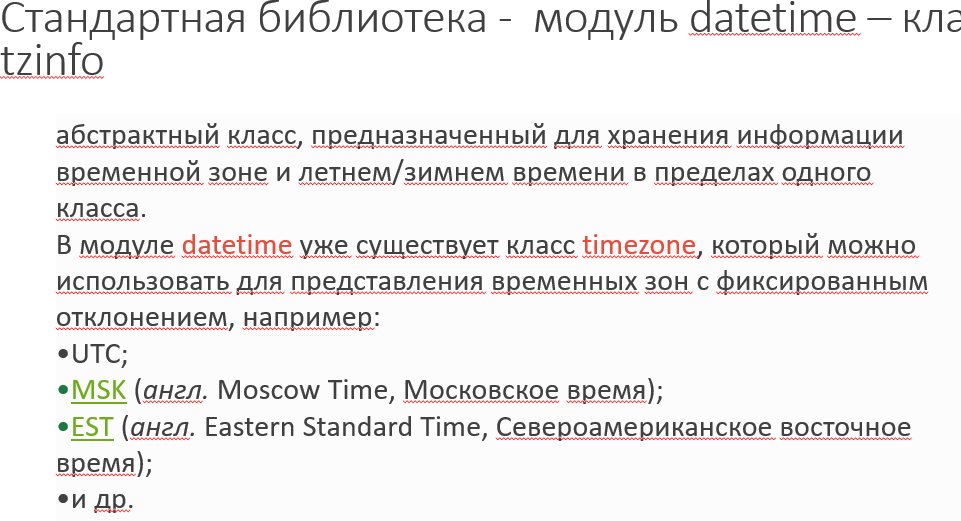 Стандартная библиотека -  модуль datetime – кла
tzinfo
абстрактный класс, предназначенный для хранения информации
временной зоне и летнем/зимнем времени в пределах одного
класса.
В модуле datetime уже существует класс timezone, который можно
использовать для представления временных зон с фиксированным
отклонением, например:
•UTC;
•MSK (англ. Moscow Time, Московское время);
•EST (англ. Eastern Standard Time, Североамериканское восточное
время);
•и др.